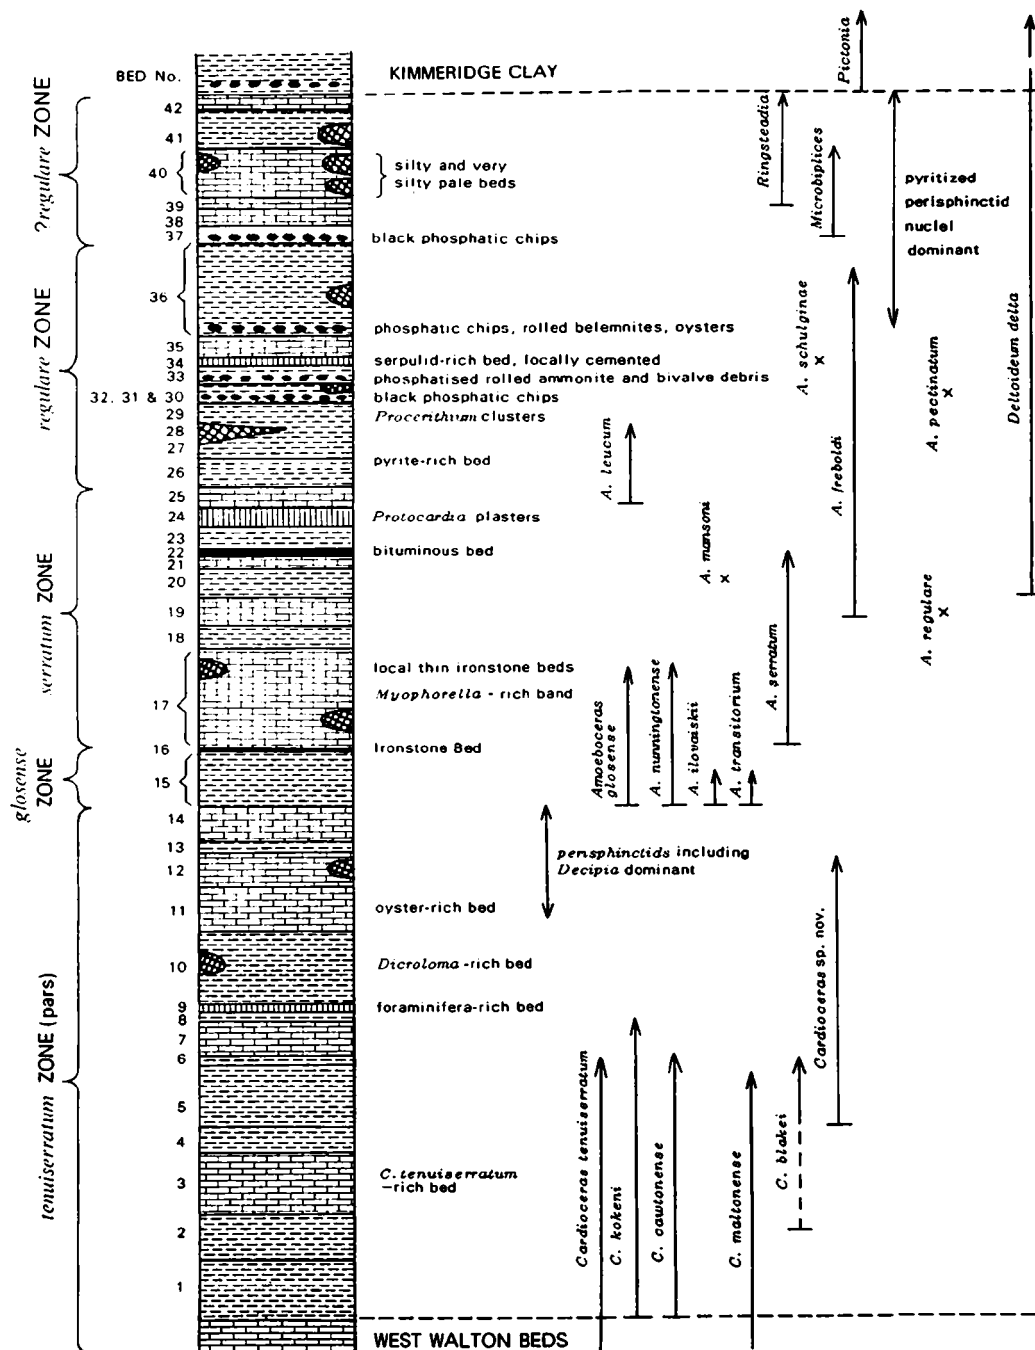 BED No.
KIMMERIDGE CLAY
?regulare ZONE
regulare ZONE
serratum ZONE
glosense ZONE
tenuiserratum ZONE (pars)
42
41
40
39
38
37
36
35
34
33
32, 31 & 30
29
28
27
26
25
24
23
22
21
20
19
18
17
16
15
14
13
12
11
10
9
8
7
6
5
4
3
2
1
silty and very
silty pale beds
black phosphatic chips
phosphatic chips, rolled belemnites, oysters
serpulid-rich bed, locally cemented
phosphatised rolled ammonite and bivalve debris
black phosphatic chips
Procerithium clusters
pyrite-rich bed
Protocardia plasters
bituminous bed
local thin ironstone beds
Myophorella - rich band
Ironstone Bed
oyster-rich bed
Dicroloma -rich bed
foraminifera-rich bed
C. tenuiserratum
-rich bed
WEST WALTON BEDS
perisphinctids including
Decipia dominant
Pictonia
Ringsteadia
Microbiplices
pyritized
perisphinctid
nuclei
dominant
Deltoideum delta
A. schulginae
x
A. pectinatum
x
A. freboldi
A. leucum
A. mansoni
x
A. serratum
A. regulare
x
Amoeboceras
glosense
A. nunningtonense
A. ilovaiskii
A. transitorium
Cardioceras sp. nov.
Cardioceras tenuiserratum
C. kokeni
C. cawtonense
C. maltonense
C. blakei